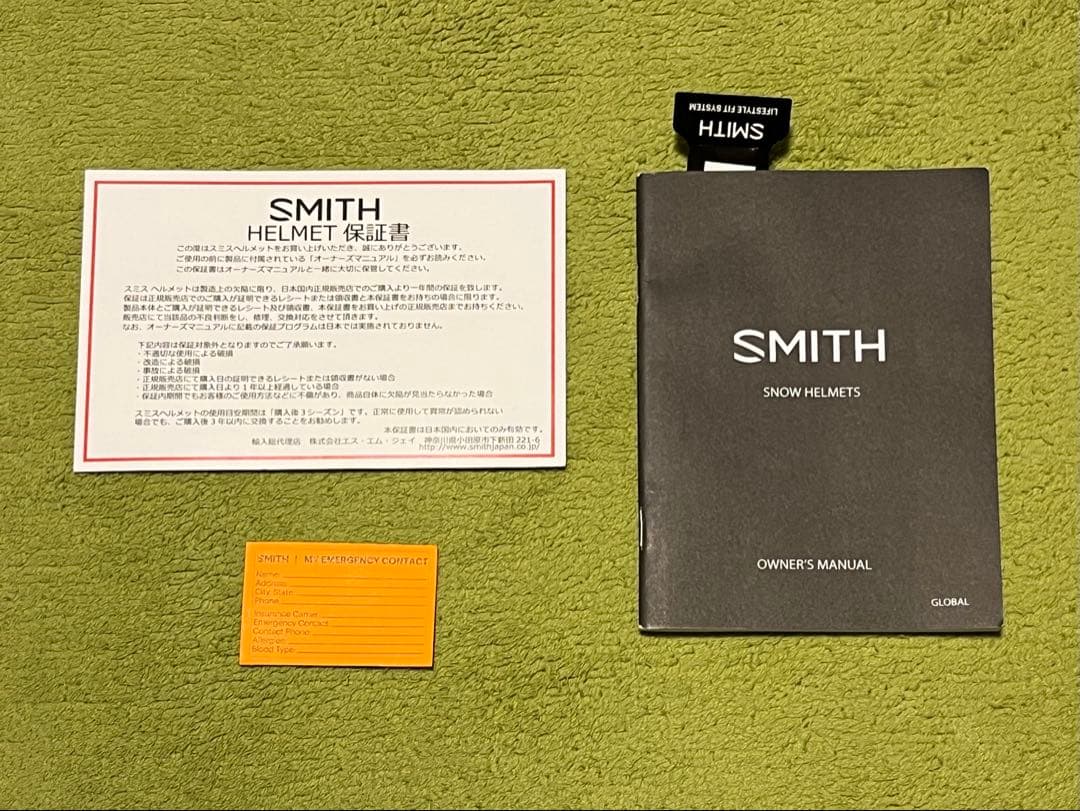 SMITH
HELMET 保証書
この度はスミスヘルメットをお買い上げいただき、誠にありがとうございます。
ご使用の前に製品に付属されている「オーナーズマニュアル」を必ずお読みください。
この保証書はオーナーズマニュアルと一緒に大切に保管してください。
スミス ヘルメットは製造上の欠陥に限り、日本国内正規販売店でのご購入より一年間の保証を致します。
保証は正規販売店でのご購入が証明できるレシートまたは領収書と本保証書をお持ちの場合に限ります。
製品本体とご購入が証明できるレシート及び領収書、本保証書をお買い上げの正規販売店までお持ちください。
販売店にて当該品の不良判断をし、修理、交換対応をさせて頂きます。
なお、オーナーズマニュアルに記載の保証プログラムは日本では実施されておりません。
下記内容は保証対象外となりますのでご了承願います。
・不適切な使用による破損
・改造による破損
・事故による破損
・正規販売店にて購入日の証明できるレシートまたは領収書がない場合
・正規販売店にて購入日より1年以上経過している場合
・保証内期間でもお客様のご使用方法などに不備があり、商品自体に欠陥が見当たらなかった場合
スミスヘルメットの使用目安期間は「購入後3シーズン」です。正常に使用して異常が認められない
場合でも、ご購入後3年以内に交換することをお勧めします。
本保証書は日本国内においてのみ有効です。
輸入総代理店 株式会社エス・エム・ジェイ 神奈川県小田原市下新田 221-6
http://www.smithjapan.co.jp/
SMITH | MY EMERGENCY CONTACT
Name:
Address:
City, State:
Phone:
Insurance Carrier:
Emergency Contact:
Contact Phone:
Allergies:
Blood Type:
SMITH
LIFESTYLE FIT SYSTEM
SMITH
SNOW HELMETS
OWNER'S MANUAL
GLOBAL